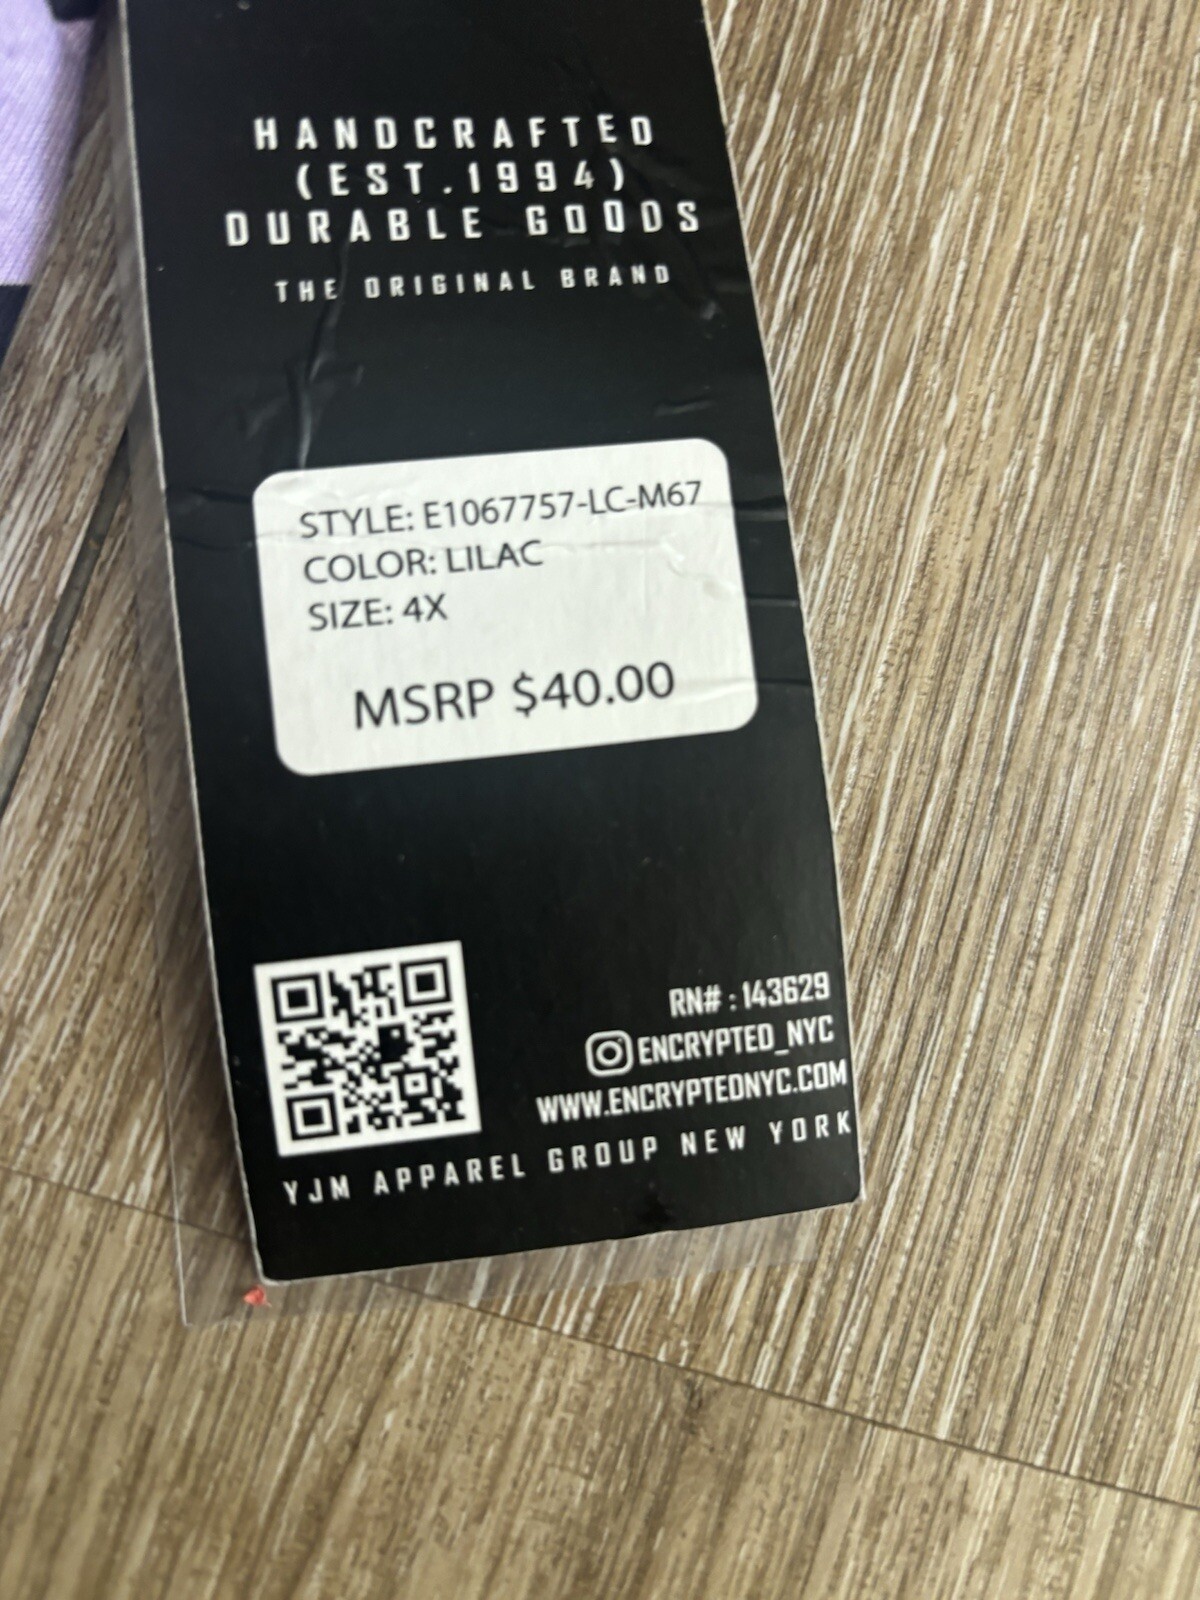 HANDCRAFTED
(EST.1994)
DURABLE GOODS
THE ORIGINAL BRAND
STYLE: E1067757-LC-M67
COLOR: LILAC
SIZE: 4X
MSRP $40.00
RN# : 143629
ENCRYPTED_NYC
WWW.ENCRYPTEDNYC.COM
YJM APPAREL GROUP NEW YORK